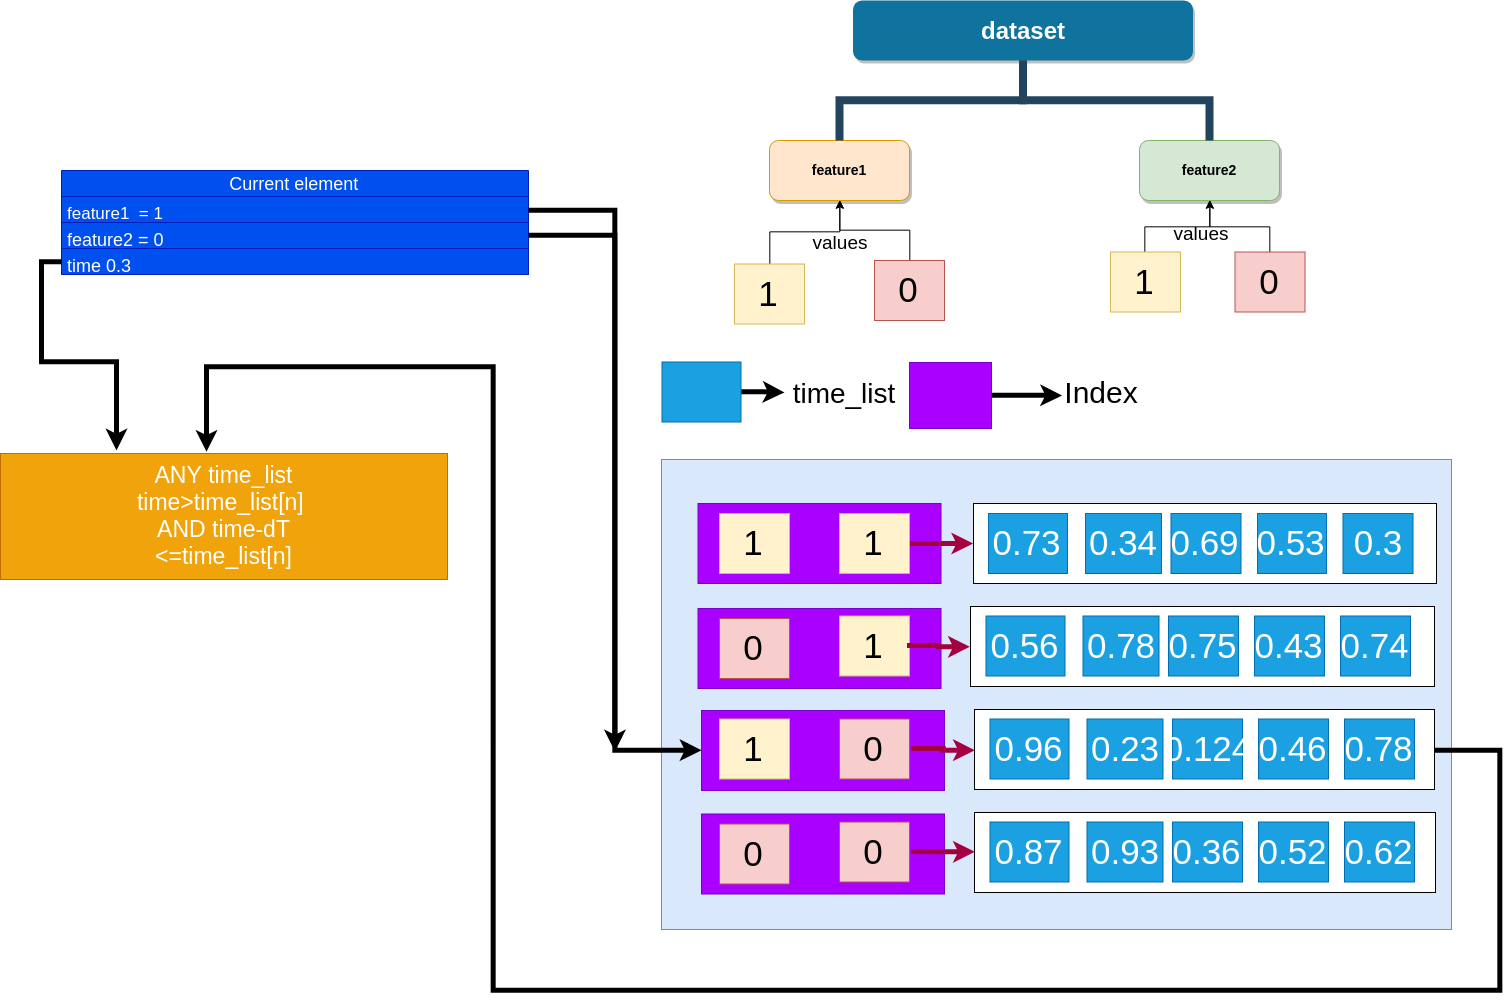 dataset
feature1
feature2
values
values
1
0
1
0
Current element
feature1  = 1
feature2 = 0
time 0.3
time_list
Index
ANY time_list
time>time_list[n]
AND time-dT
<=time_list[n]
1 1 0.73 0.34 0.69 0.53 0.3
0 1 0.56 0.78 0.75 0.43 0.74
1 0 0.96 0.23 0.124 0.46 0.78
0 0 0.87 0.93 0.36 0.52 0.62